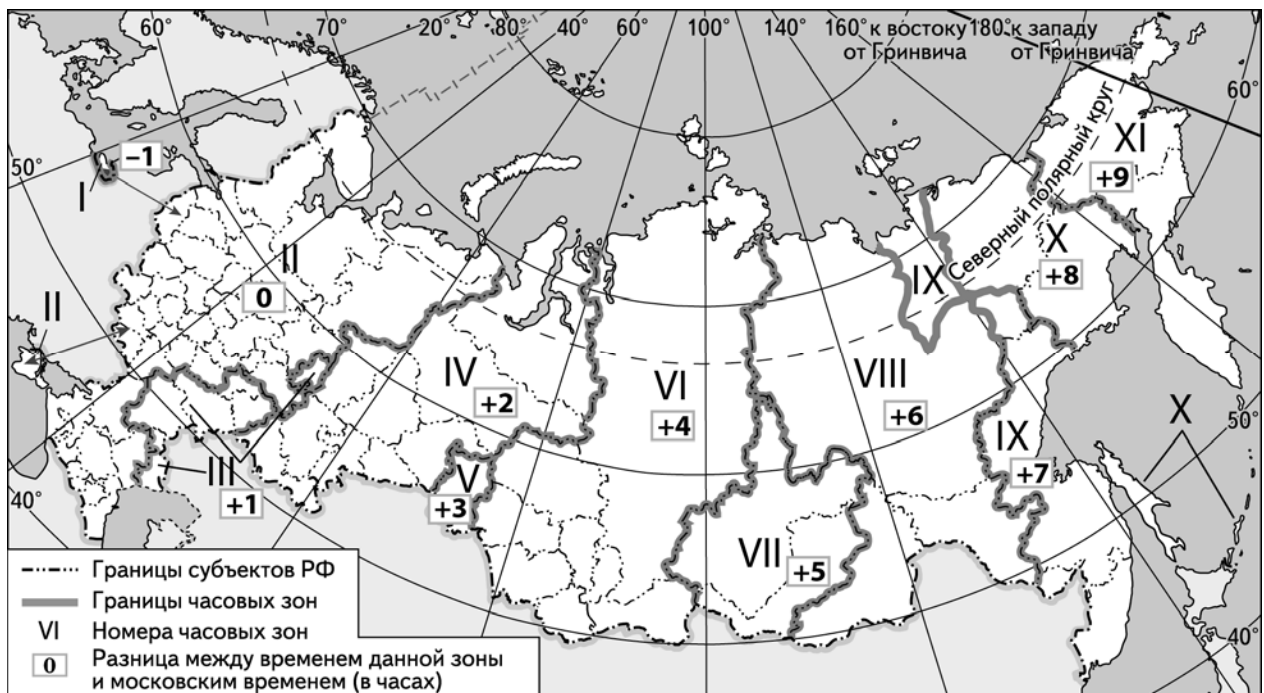 60° 70° 20° 40° 60° 80° 100° 140° 160° к востоку 180° к западу
от Гринвича от Гринвича
60°
50°
–1
I
Северный полярный круг
XI
+9
II
0
X
+8
IX
II
IV
+2
VI
+4
VIII
+6
X
50°
IX
+7
V
+3
III
+1
40°
VII
+5
40°
Границы субъектов РФ
Границы часовых зон
VI Номера часовых зон
0 Разница между временем данной зоны
и московским временем (в часах)